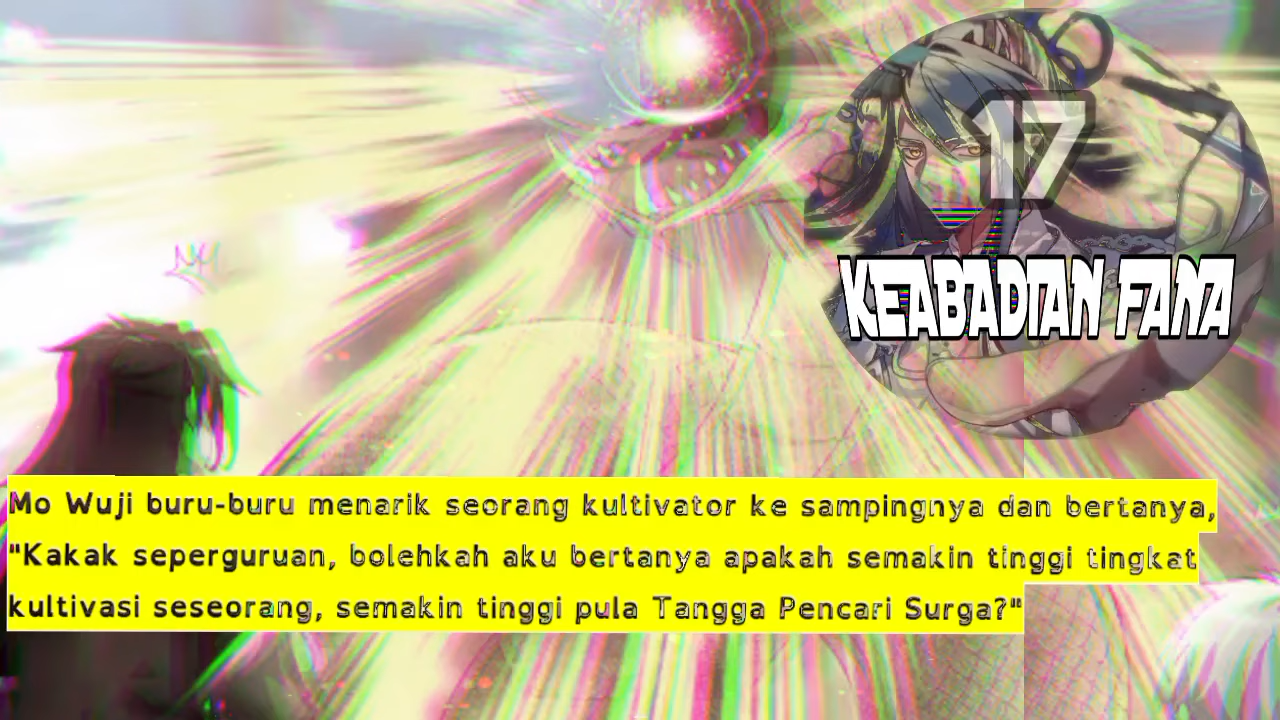 17
KEABADIAN FANA
Mo Wuji buru-buru menarik seorang kultivator ke sampingnya dan bertanya,
"Kakak seperguruan, bolehkah aku bertanya apakah semakin tinggi tingkat
kultivasi seseorang, semakin tinggi pula Tangga Pencari Surga?"